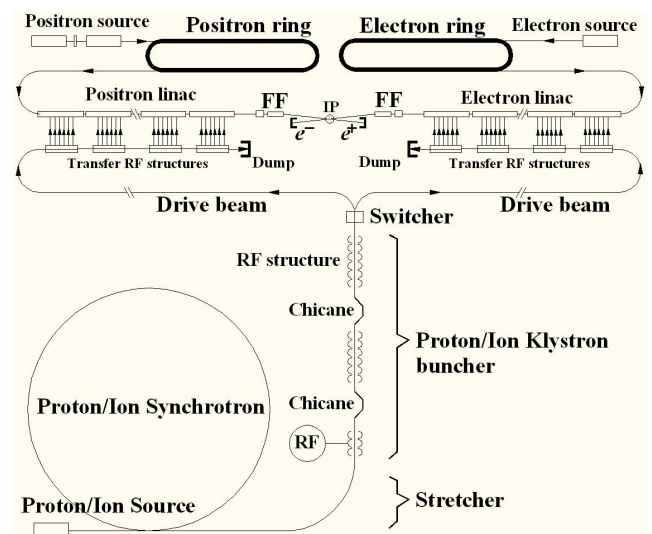 Positron source
Positron ring
Electron ring
Electron source
Positron linac
FF
IP
FF
Electron linac
e−
e+
Transfer RF structures
Dump
Dump
Transfer RF structures
Drive beam
Drive beam
Switcher
RF structure
Chicane
Proton/Ion Klystron
buncher
Proton/Ion Synchrotron
Chicane
RF
Proton/Ion Source
Stretcher